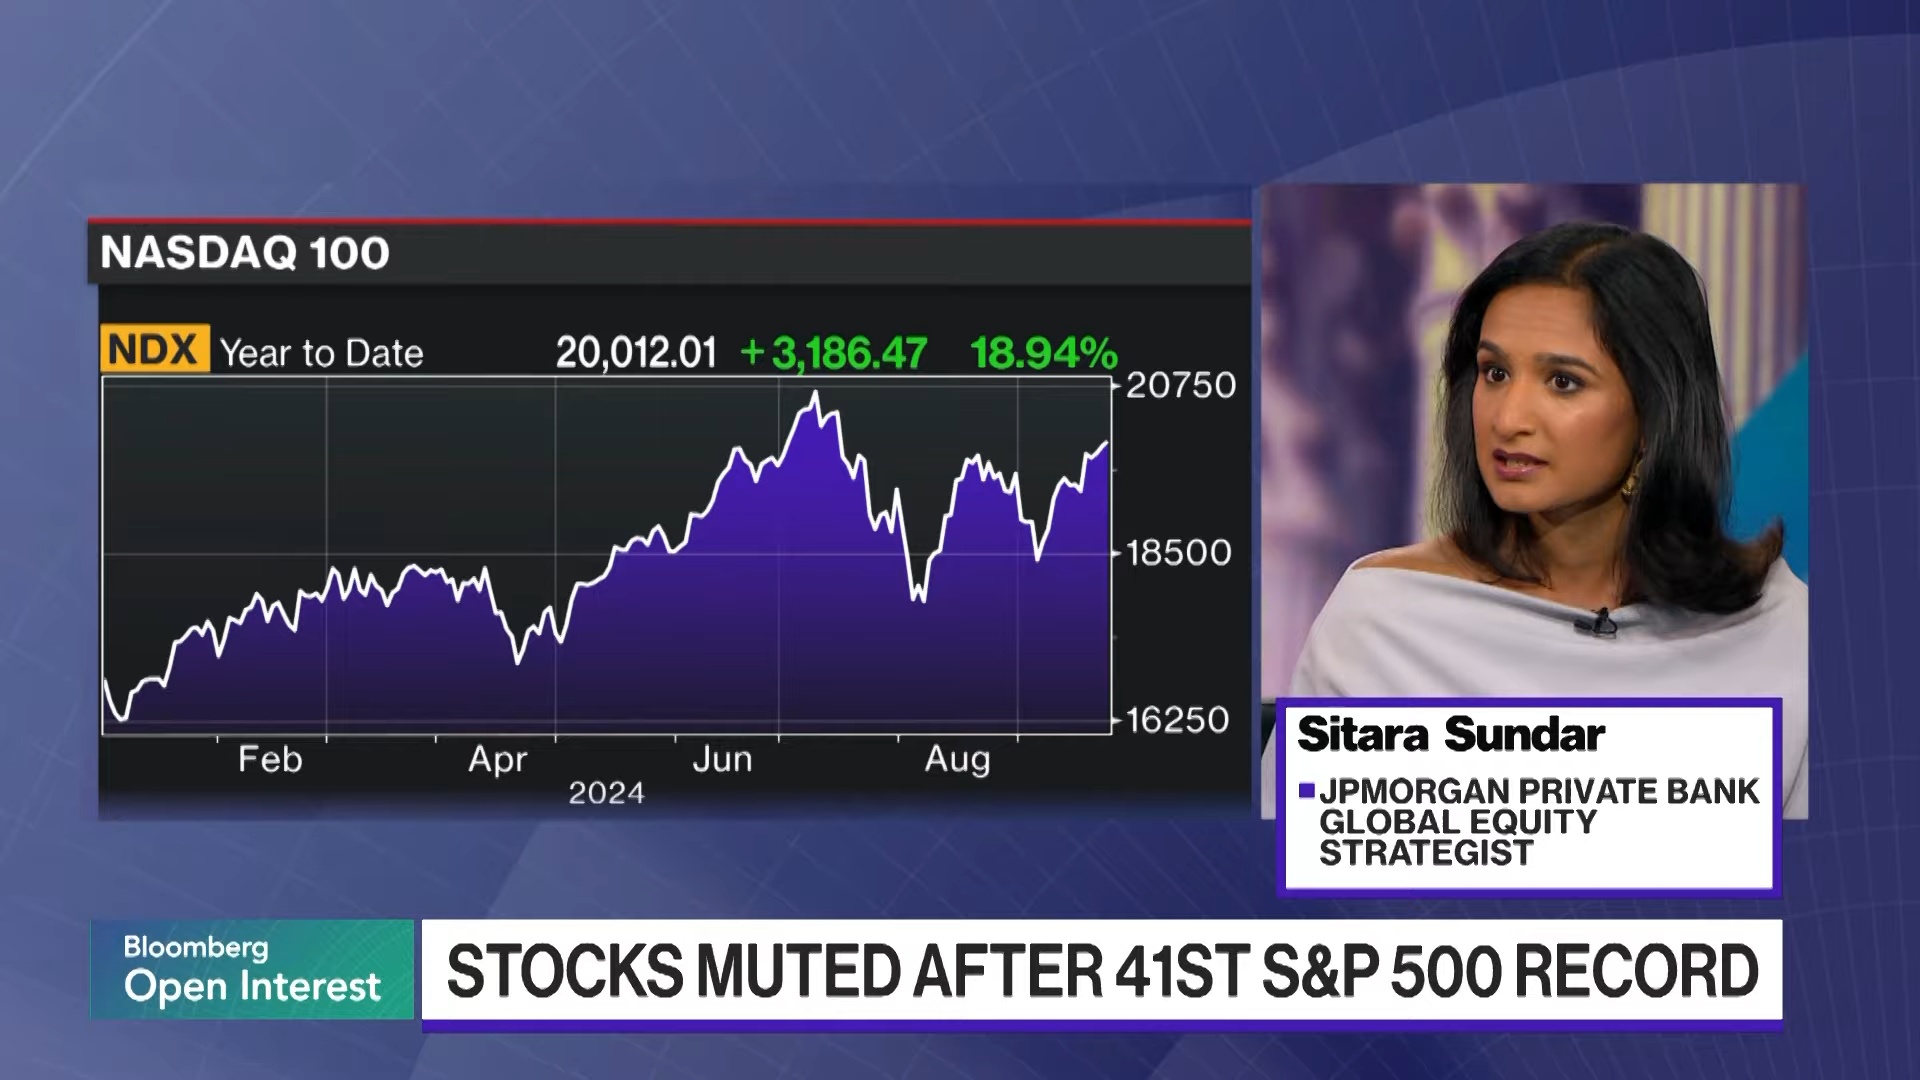 NASDAQ 100
NDX Year to Date 20,012.01 +3,186.47 18.94%
20750
18500
16250
Feb Apr Jun Aug
2024
Sitara Sundar
JPMORGAN PRIVATE BANK
GLOBAL EQUITY
STRATEGIST
Bloomberg
Open Interest
STOCKS MUTED AFTER 41ST S&P 500 RECORD